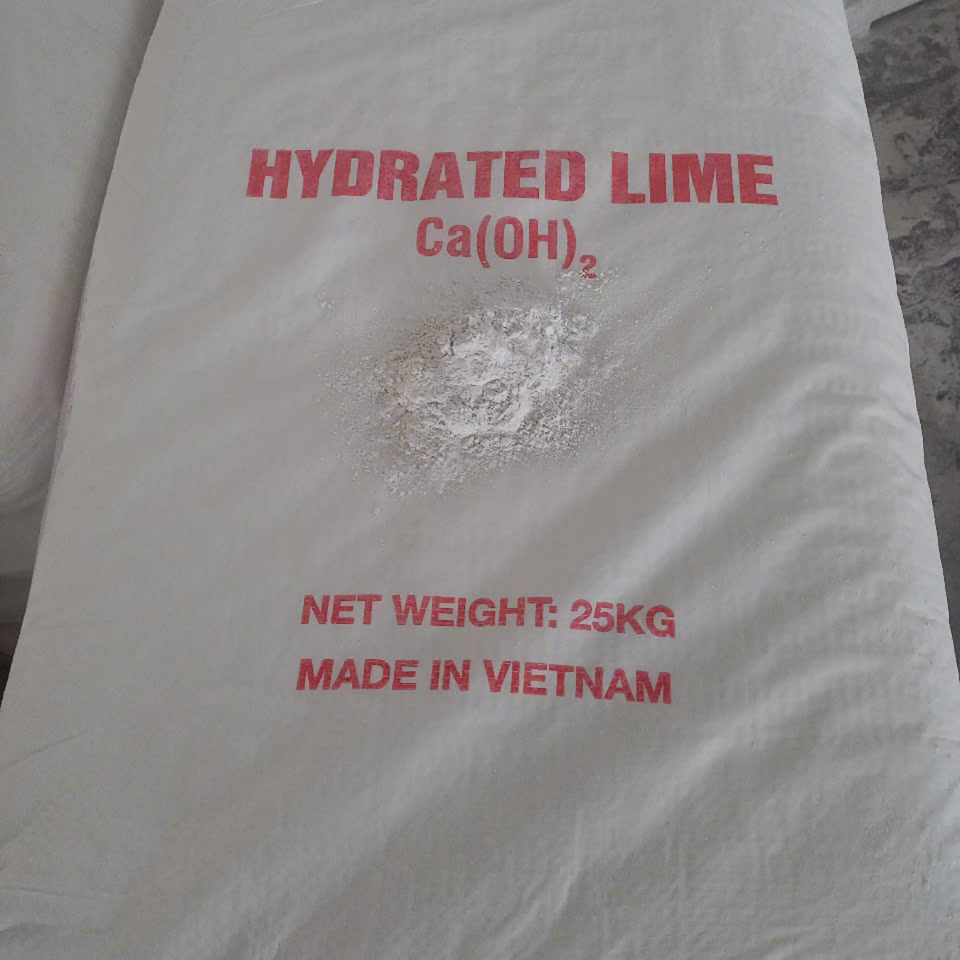 HYDRATED LIME
Ca(OH)₂
NET WEIGHT: 25KG
MADE IN VIETNAM